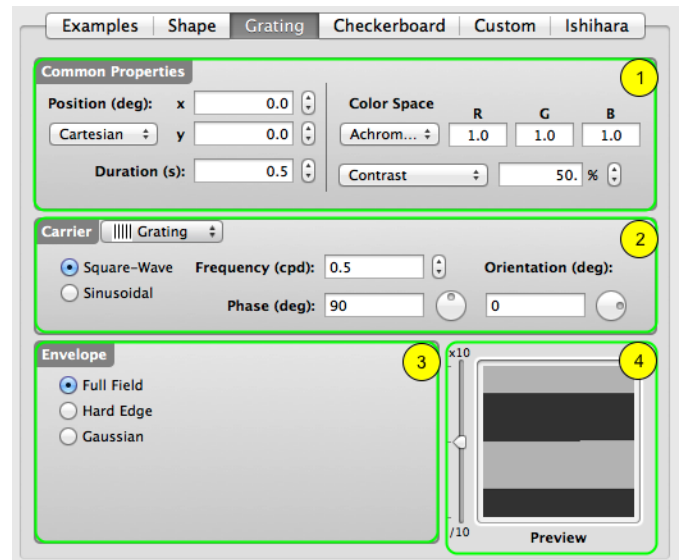 Examples Shape Grating Checkerboard Custom Ishihara
Common Properties
1
Position (deg): x 0.0
Color Space R G B
Cartesian y 0.0
Achrom... 1.0 1.0 1.0
Duration (s): 0.5
Contrast 50. %
Carrier Grating
2
Square-Wave Frequency (cpd): 0.5 Orientation (deg):
Sinusoidal Phase (deg): 90 0
Envelope
3
Full Field
Hard Edge
Gaussian
x10
4
/10
Preview